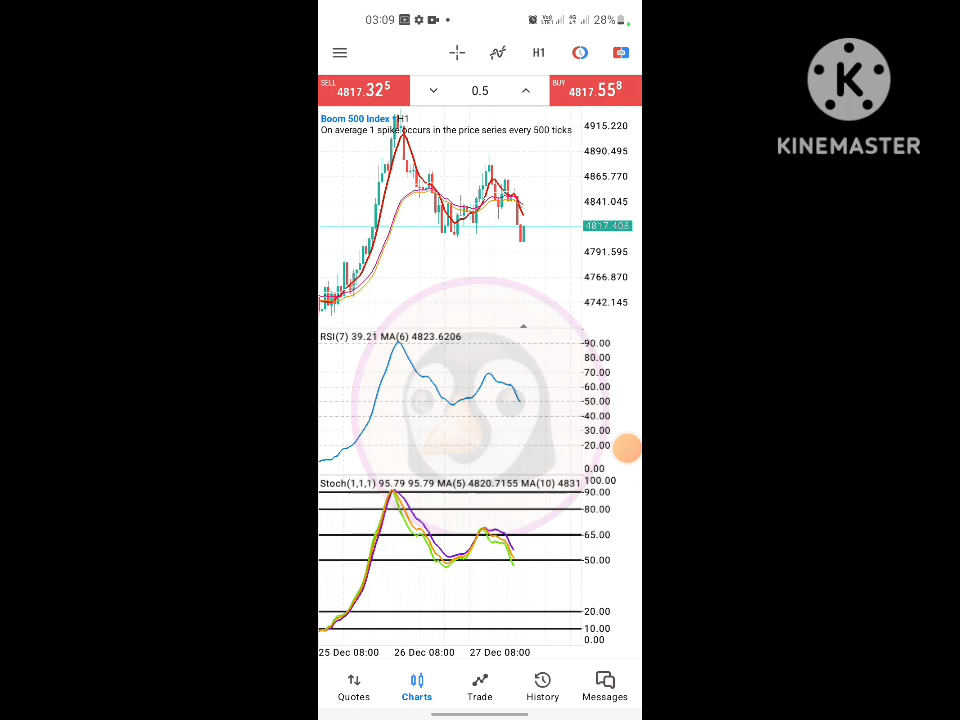 03:09
28%
KINEMASTER
H1
SELL 4817.325
0.5
BUY 4817.558
Boom 500 Index H1
On average 1 spike occurs in the price series every 500 ticks
4915.220
4890.495
4865.770
4841.045
4817.408
4791.595
4766.870
4742.145
RSI(7) 39.21 MA(6) 4823.6206
90.00
80.00
70.00
60.00
50.00
40.00
30.00
20.00
0.00
Stoch(1,1,1) 95.79 95.79 MA(5) 4820.7155 MA(10) 4831
100.00
90.00
80.00
65.00
50.00
20.00
10.00
0.00
25 Dec 08:00 26 Dec 08:00 27 Dec 08:00
Quotes Charts Trade History Messages